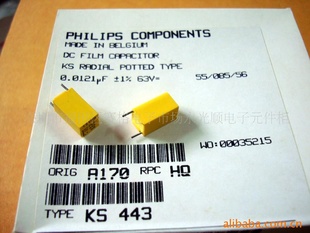 PHILIPS COMPONENTS
MADE IN BELGIUM
DC FILM CAPACITOR
KS RADIAL POTTED TYPE
0.0121µF ±1% 63V=
55/085/56
WO:00035215
ORIG A170 RPC HQ
TYPE KS 443
alibaba.com.cn